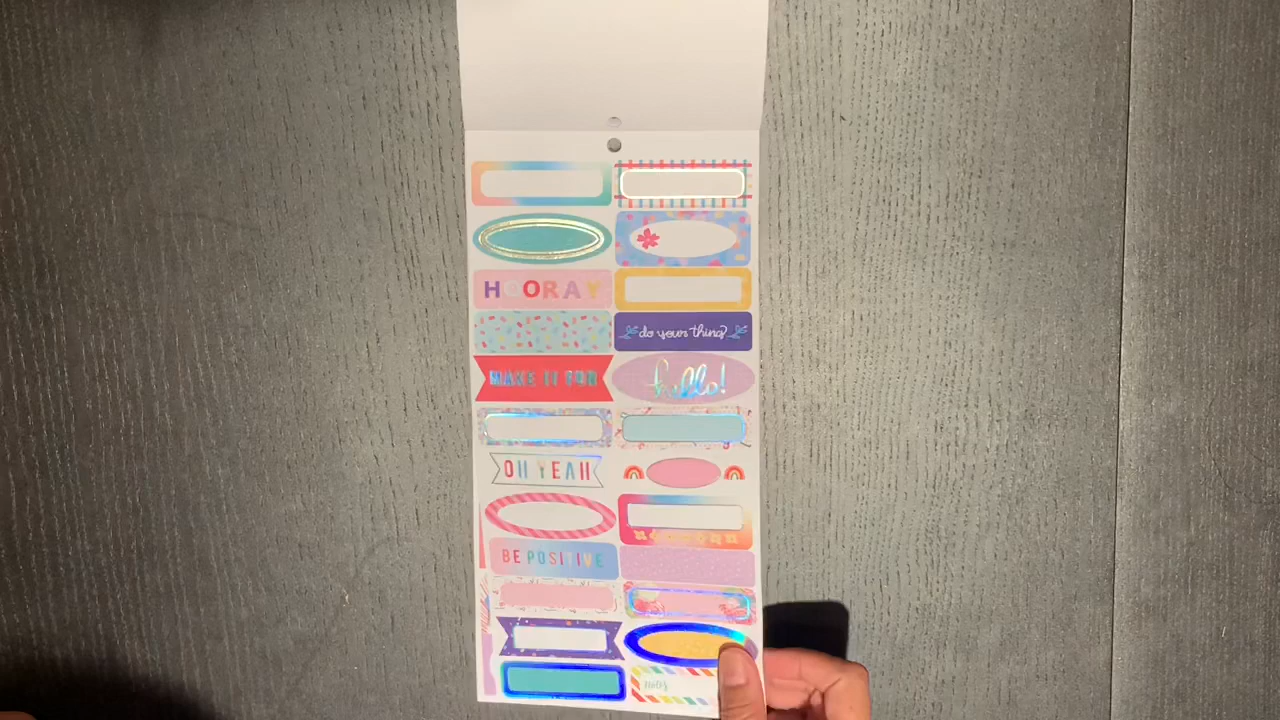 HOORAY
do your thing
MAKE IT FUN
hello!
OH YEAH
BE POSITIVE